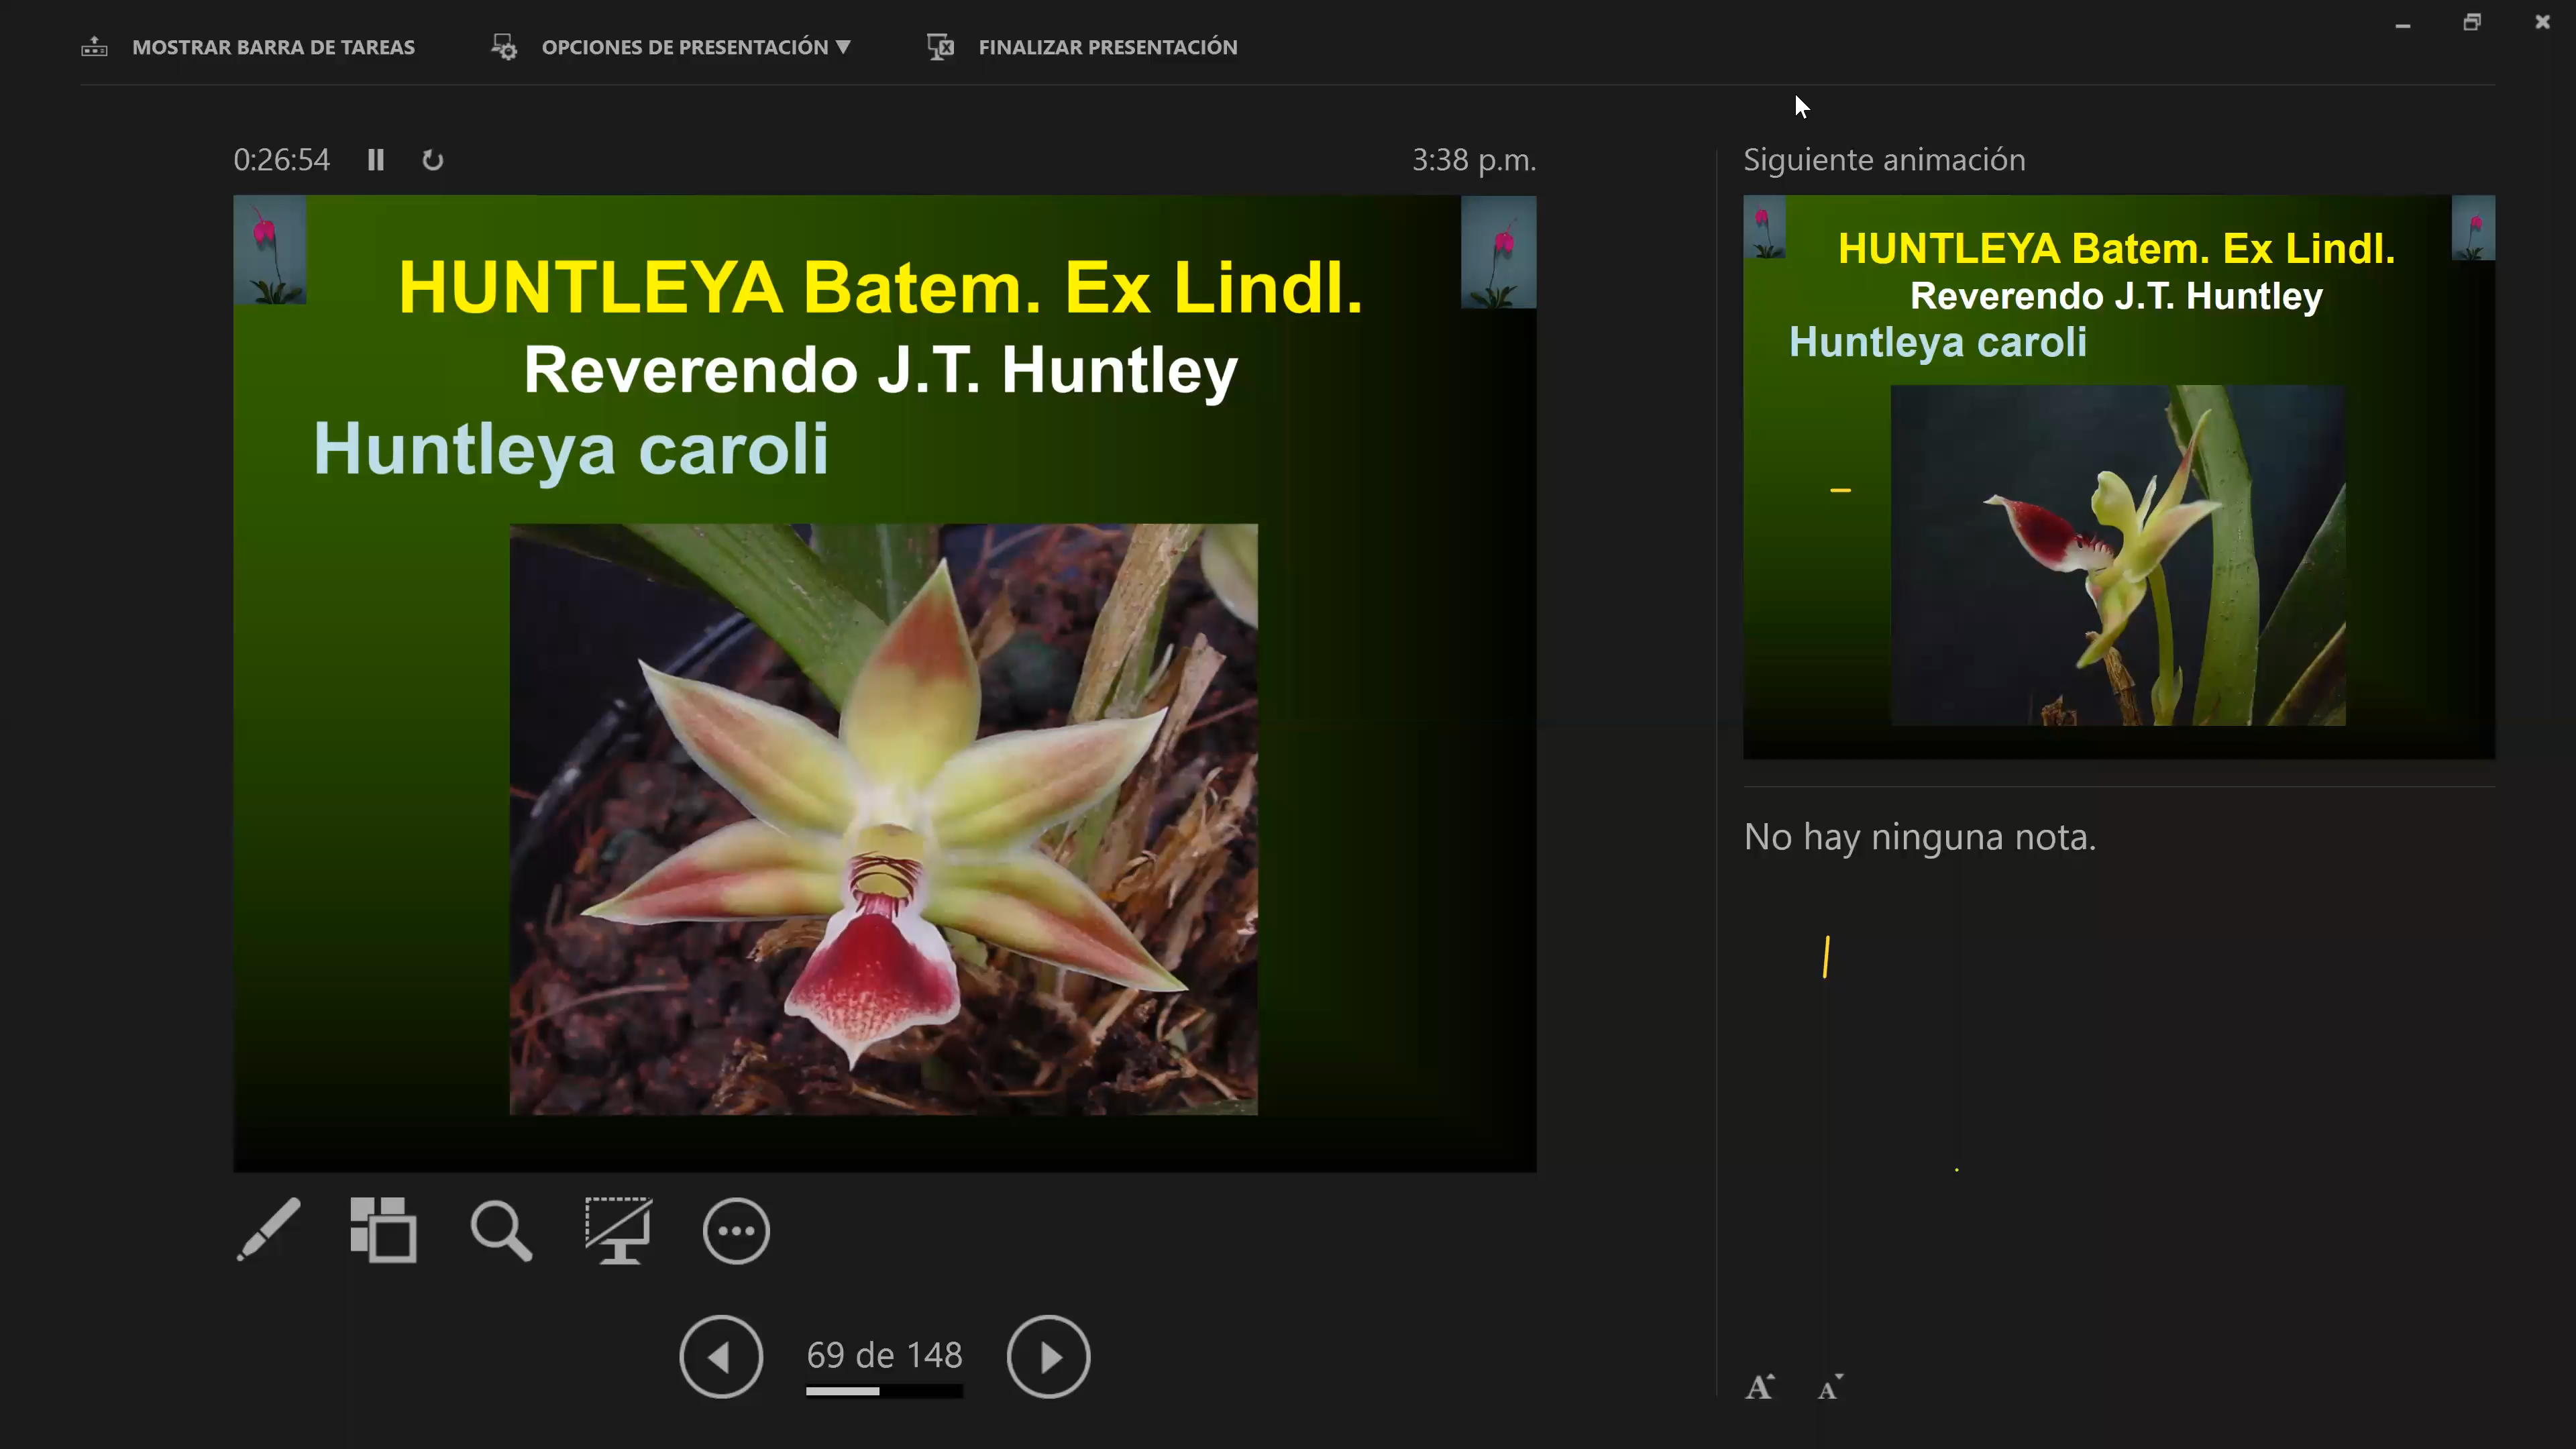 MOSTRAR BARRA DE TAREAS
OPCIONES DE PRESENTACIÓN ▼
FINALIZAR PRESENTACIÓN
0:26:54
3:38 p.m.
HUNTLEYA Batem. Ex Lindl.
Reverendo J.T. Huntley
Huntleya caroli
69 de 148
Siguiente animación
HUNTLEYA Batem. Ex Lindl.
Reverendo J.T. Huntley
Huntleya caroli
No hay ninguna nota.
A A